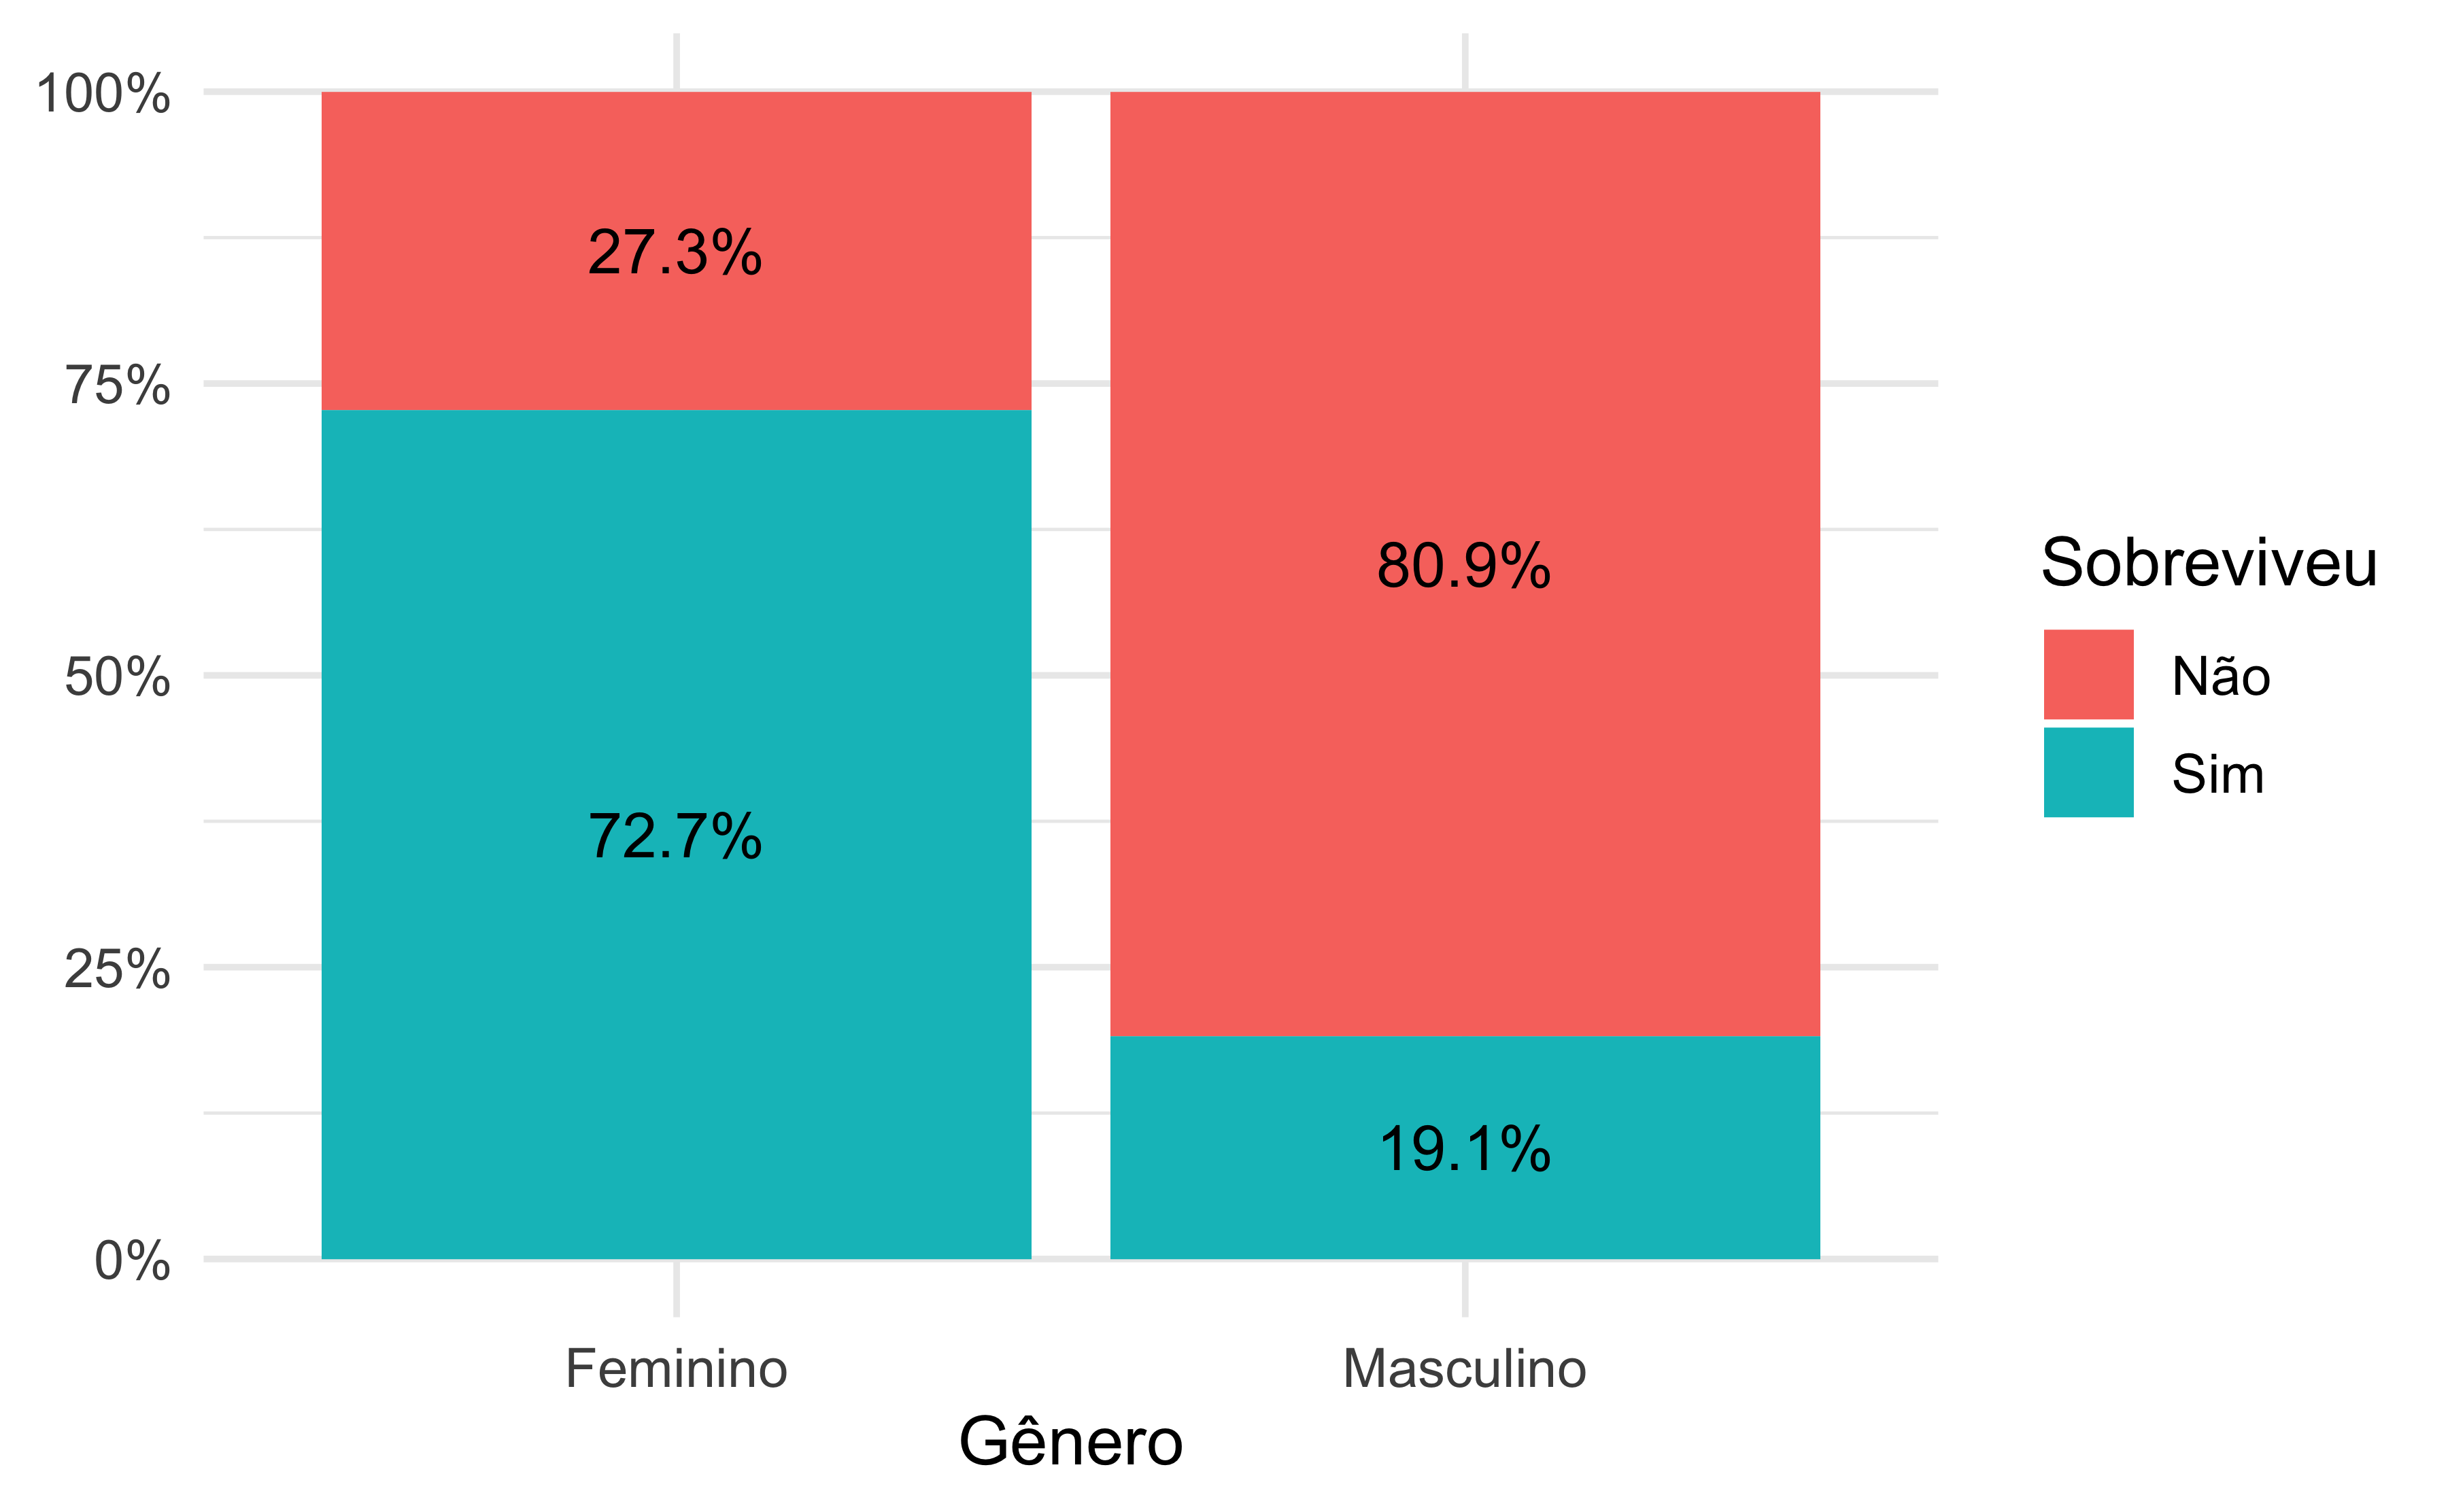 100%
75%
50%
25%
0%
27.3%
72.7%
80.9%
19.1%
Feminino
Masculino
Gênero
Sobreviveu
Não
Sim